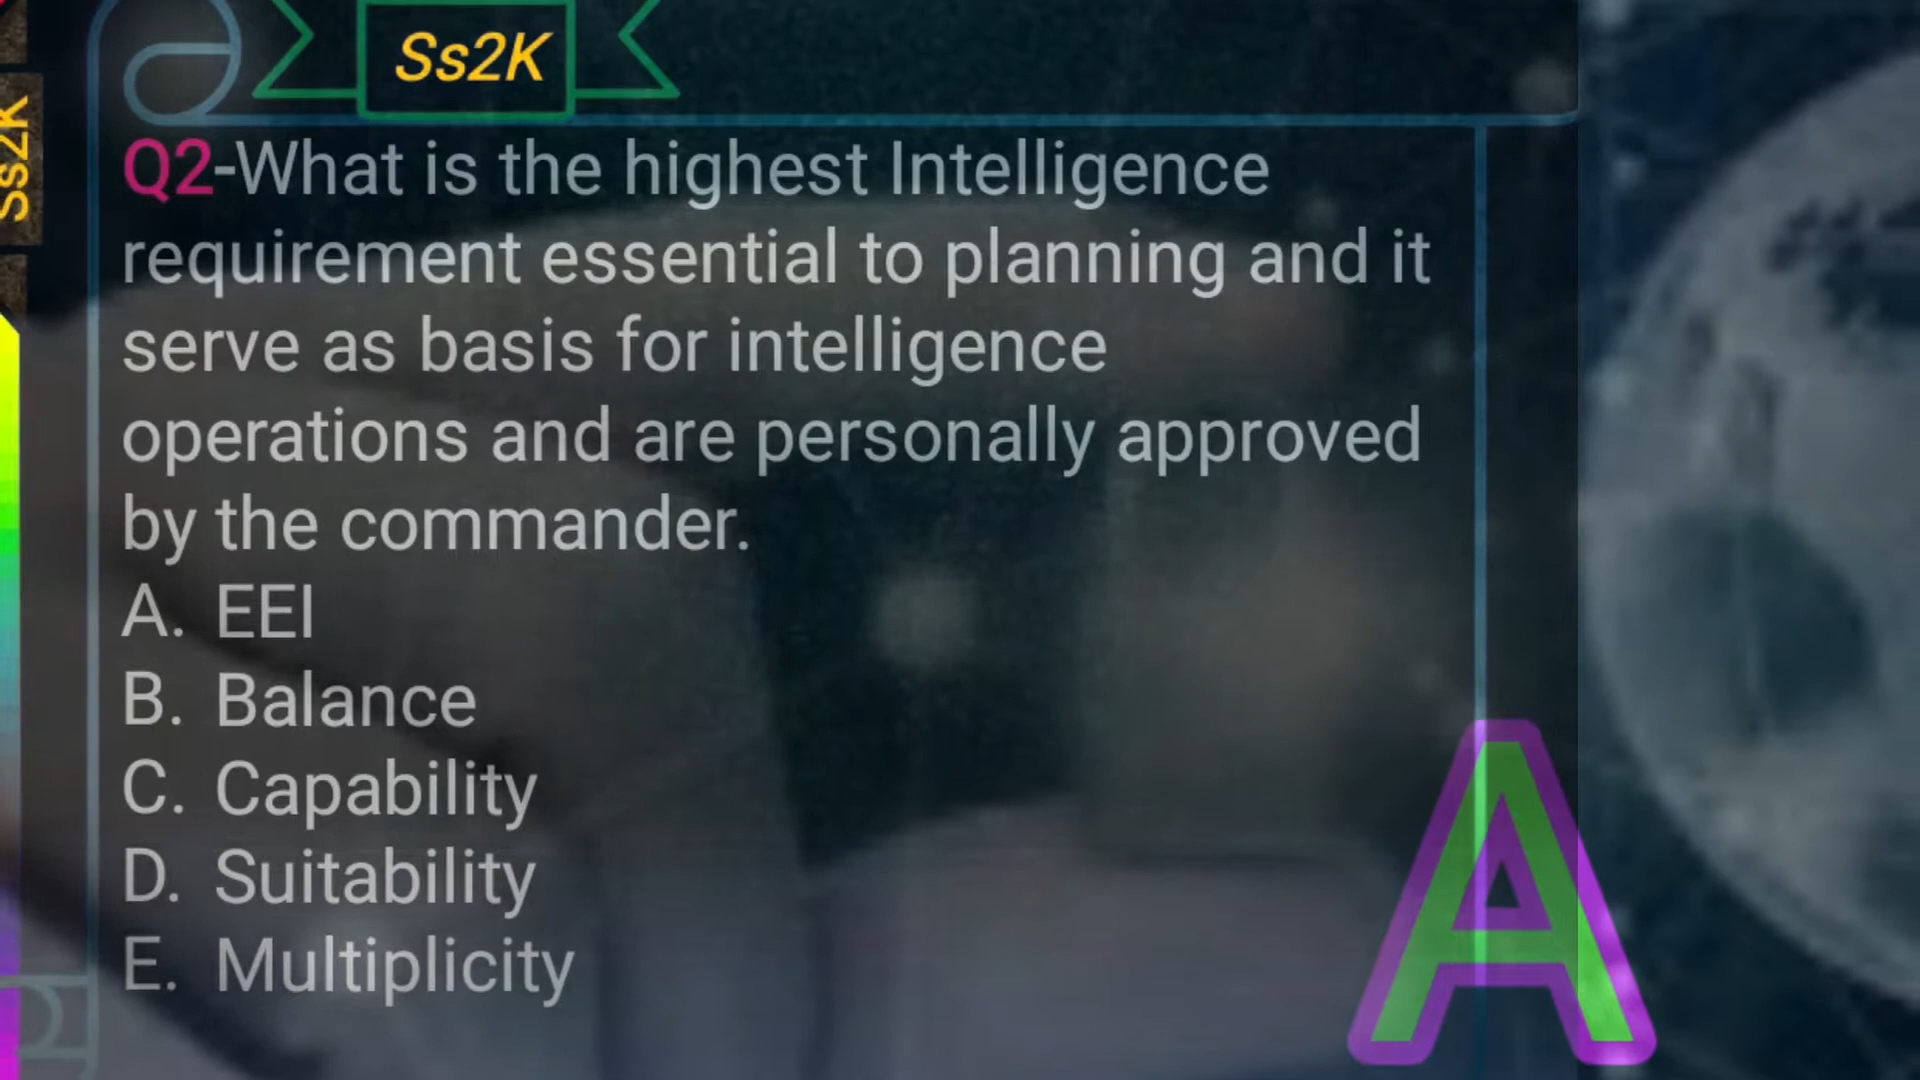 Ss2K
Ss2K
Q2-What is the highest Intelligence
requirement essential to planning and it
serve as basis for intelligence
operations and are personally approved
by the commander.
A. EEI
B. Balance
C. Capability
D. Suitability
E. Multiplicity
A